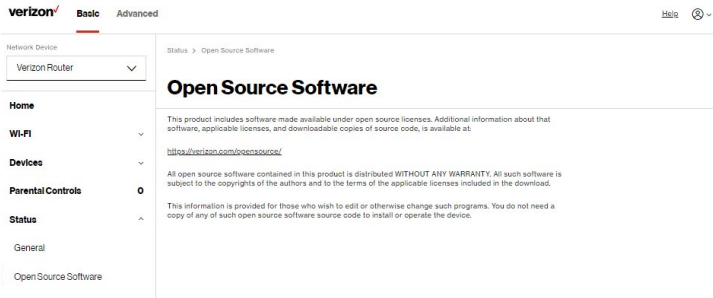 verizon✓
Basic
Advanced
Help
Network Device
Verizon Router
Home
Wi-Fi
Devices
Parental Controls 0
Status
General
Open Source Software
Status > Open Source Software
Open Source Software
This product includes software made available under open source licenses. Additional information about that
software, applicable licenses, and downloadable copies of source code, is available at:
https://verizon.com/opensource/
All open source software contained in this product is distributed WITHOUT ANY WARRANTY. All such software is
subject to the copyrights of the authors and to the terms of the applicable licenses included in the download.
This information is provided for those who wish to edit or otherwise change such programs. You do not need a
copy of any of such open source software source code to install or operate the device.